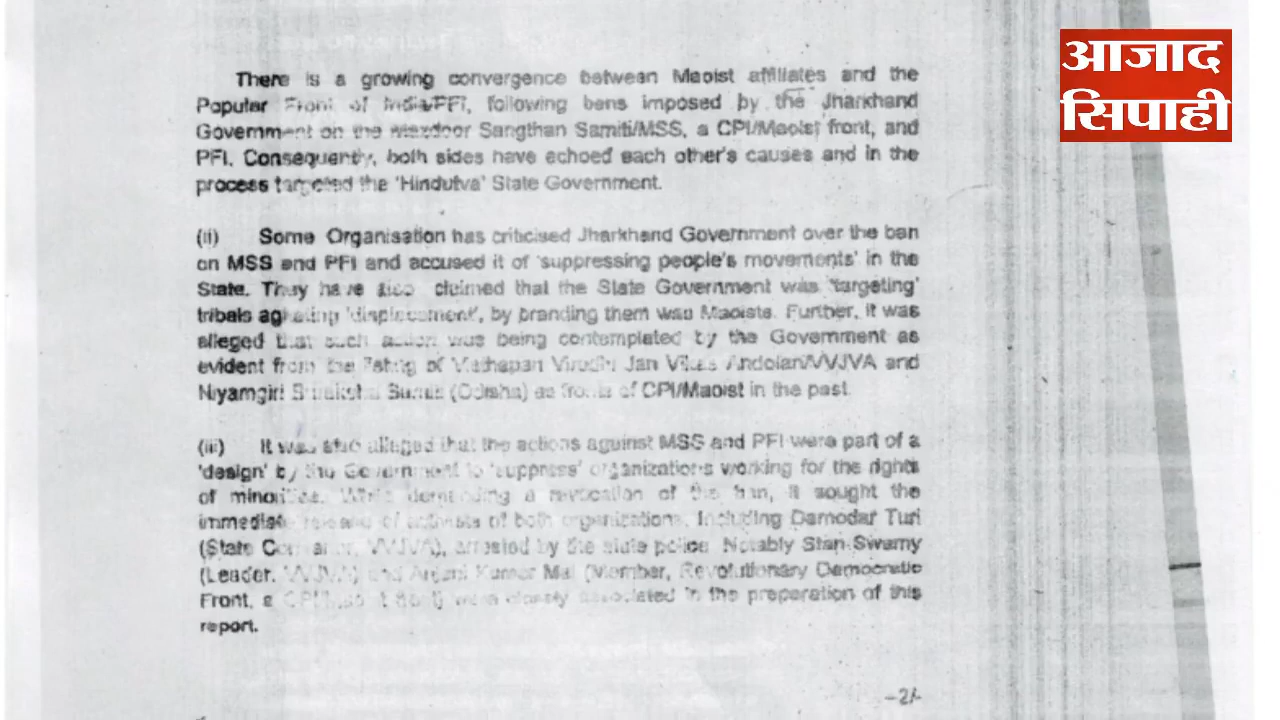 आजाद
सिपाही
There is a growing convergence between Maoist affiliates and the
Popular Front of India/PFI, following bans imposed by the Jharkhand
Government on the Mazdoor Sangthan Samiti/MSS, a CPI/Maoist front, and
PFI. Consequently, both sides have echoed each other's causes and in the
process targeted the 'Hindutva' State Government.
(ii) Some Organisation has criticised Jharkhand Government over the ban
on MSS and PFI and accused it of 'suppressing people's movements' in the
State. They have also claimed that the State Government was 'targeting'
tribals agitating 'displacement', by branding them was Maoists. Further, it was
alleged that such action was being contemplated by the Government as
evident from the of Virodhi Jan Vikas Andolan/VVJVA and
Niyamgiri (Odisha) as fronts of CPI/Maoist in the past.
(iii) It was also alleged that the actions against MSS and PFI were part of a
'design' by the Government to 'suppress' organizations working for the rights
of minorities. While demanding a revocation of the ban, it sought the
immediate release of activists of both organizations, including Damodar Turi
(State Convenor, VVJVA), arrested by the state police. Notably Stan Swamy
(Leader, VVJVA) and Kumar (Member, Revolutionary Democratic
Front, a were closely associated in the preparation of this
report.
-2/-